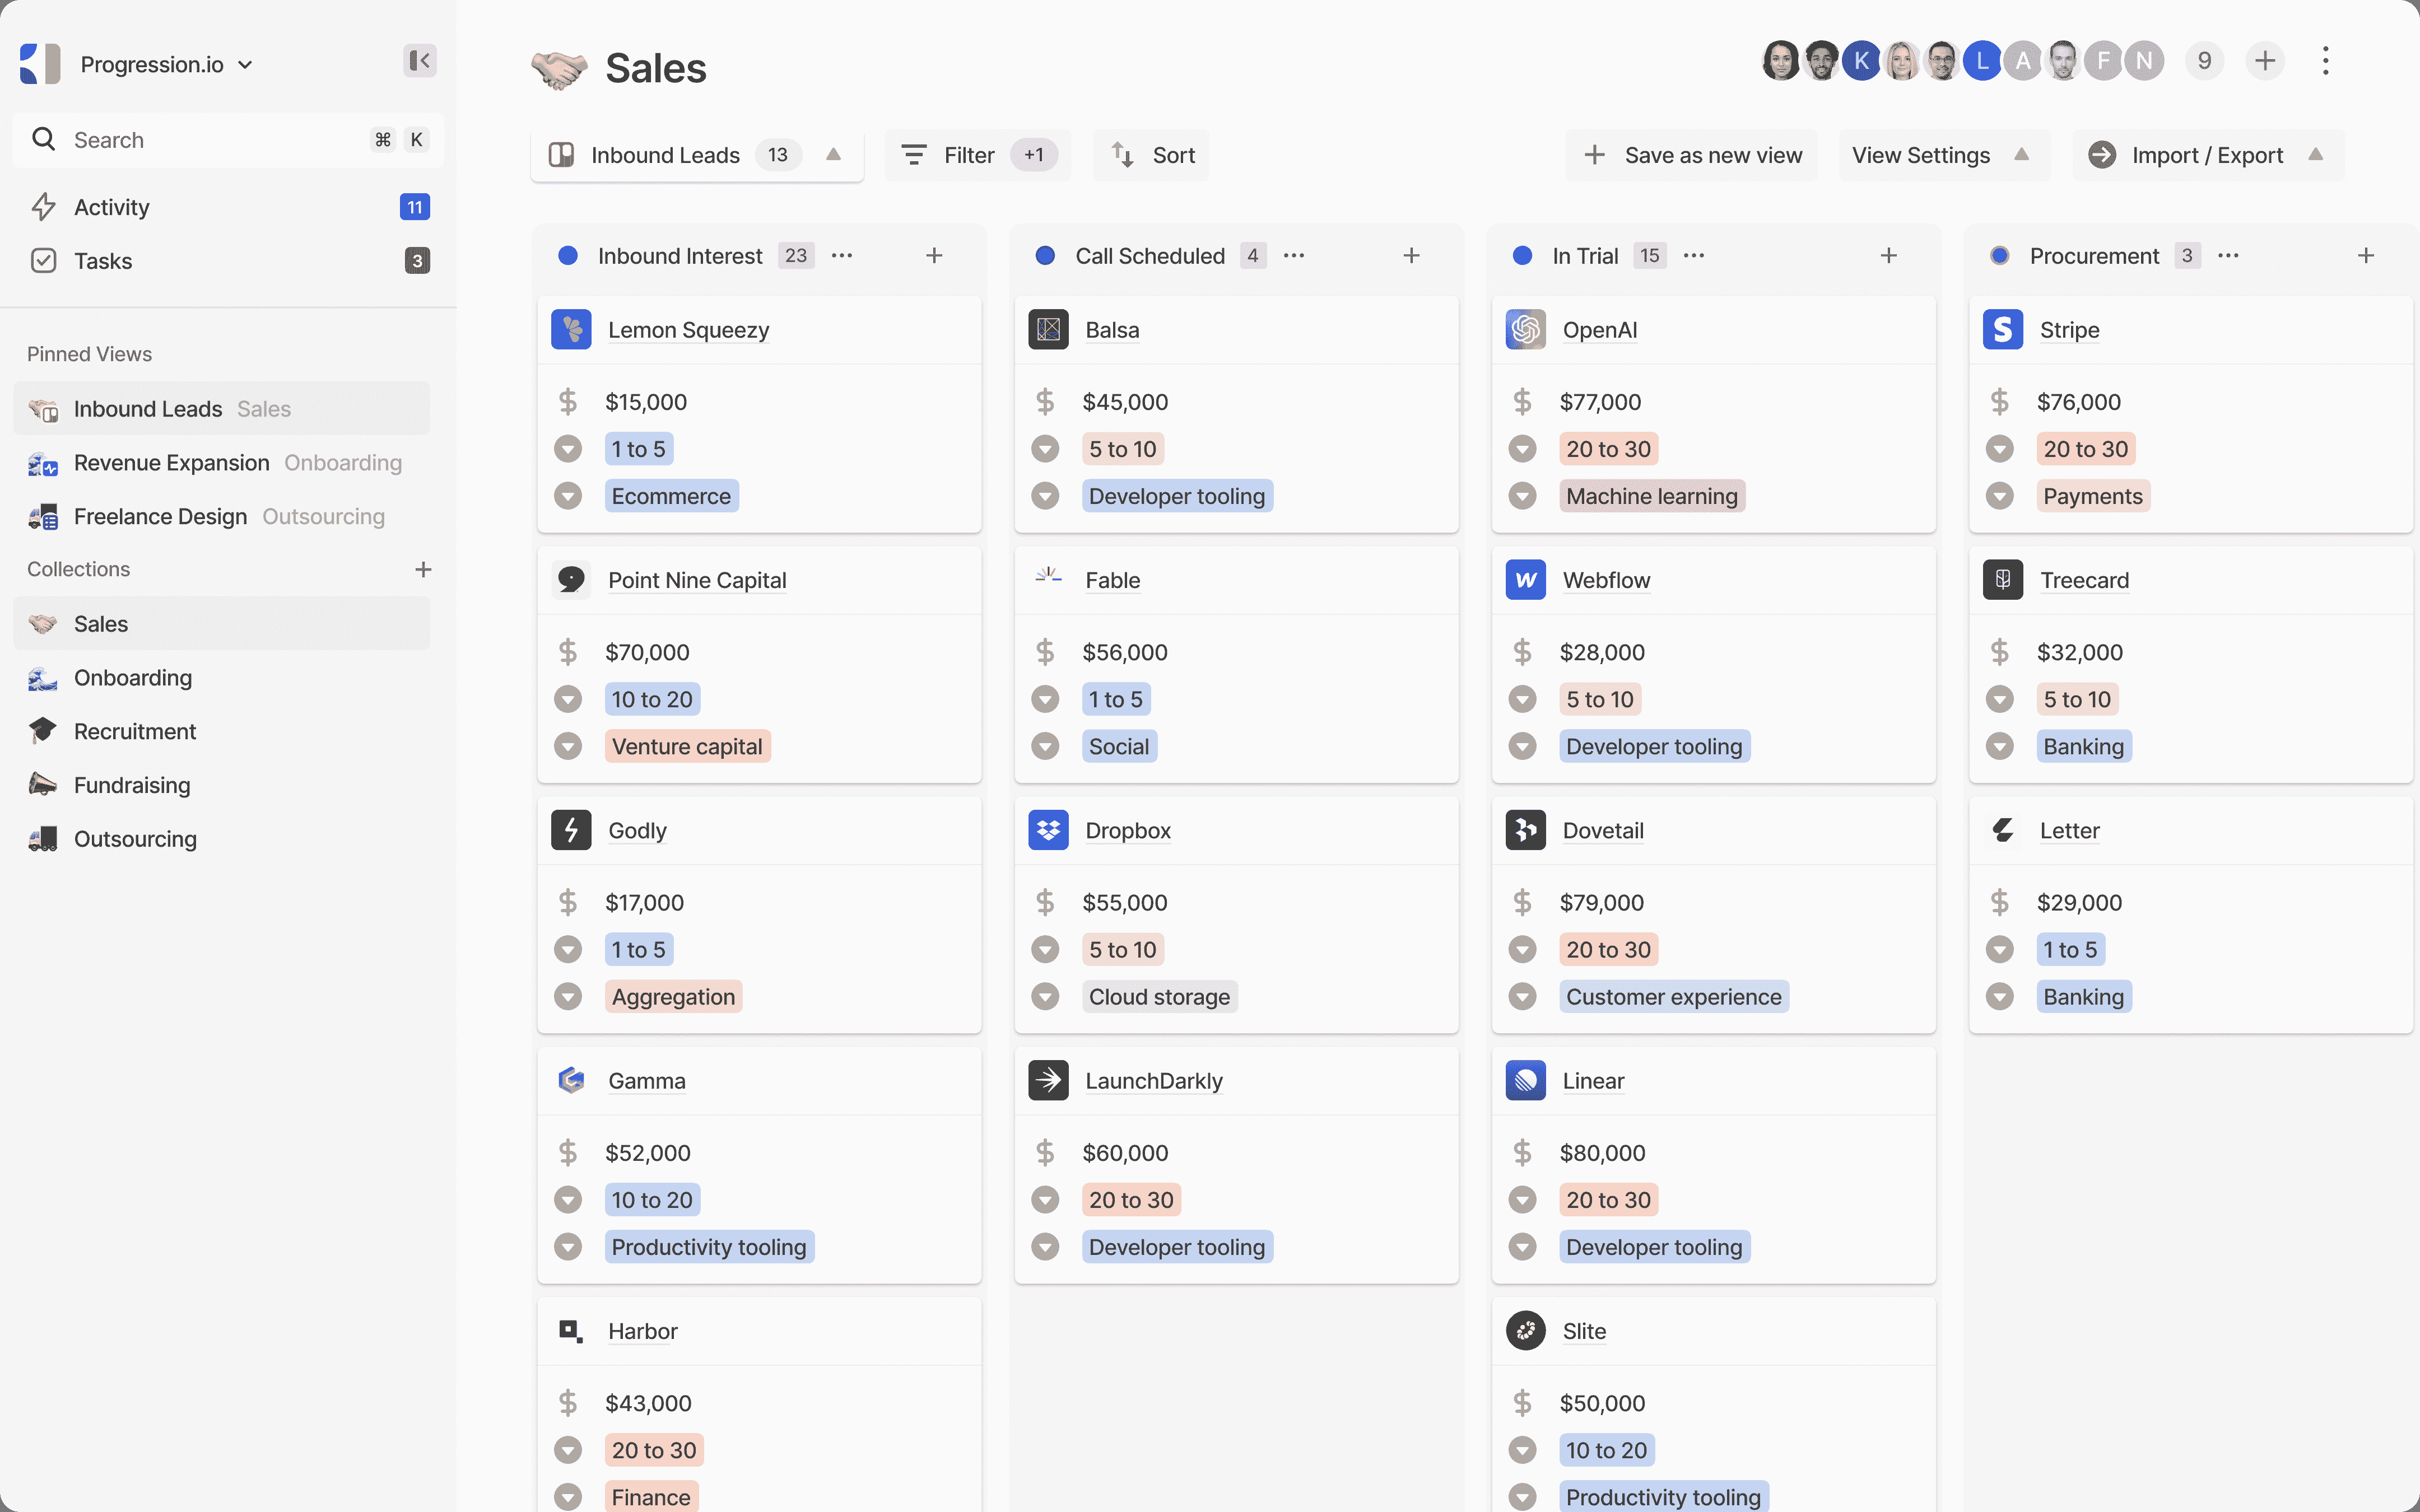 Progression.io
Search ⌘ K
Activity 11
Tasks 3
Pinned Views
Inbound Leads Sales
Revenue Expansion Onboarding
Freelance Design Outsourcing
Collections +
Sales
Onboarding
Recruitment
Fundraising
Outsourcing
Sales
K L A F N 9 +
Inbound Leads 13
Filter +1
Sort
+ Save as new view
View Settings
Import / Export
Inbound Interest 23 ··· +
Lemon Squeezy
$ $15,000
1 to 5
Ecommerce
Point Nine Capital
$ $70,000
10 to 20
Venture capital
Godly
$ $17,000
1 to 5
Aggregation
Gamma
$ $52,000
10 to 20
Productivity tooling
Harbor
$ $43,000
20 to 30
Finance
Call Scheduled 4 ··· +
Balsa
$ $45,000
5 to 10
Developer tooling
Fable
$ $56,000
1 to 5
Social
Dropbox
$ $55,000
5 to 10
Cloud storage
LaunchDarkly
$ $60,000
20 to 30
Developer tooling
In Trial 15 ··· +
OpenAI
$ $77,000
20 to 30
Machine learning
Webflow
$ $28,000
5 to 10
Developer tooling
Dovetail
$ $79,000
20 to 30
Customer experience
Linear
$ $80,000
20 to 30
Developer tooling
Slite
$ $50,000
10 to 20
Productivity tooling
Procurement 3 ··· +
S Stripe
$ $76,000
20 to 30
Payments
Treecard
$ $32,000
5 to 10
Banking
Letter
$ $29,000
1 to 5
Banking